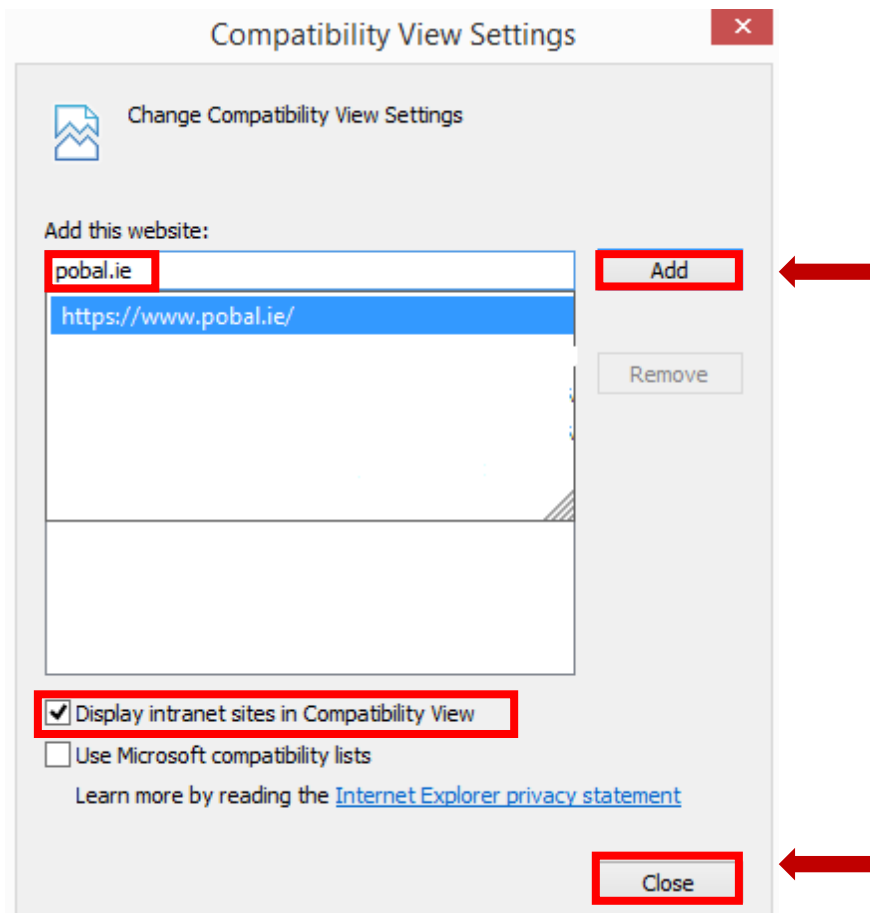 Compatibility View Settings
Change Compatibility View Settings
Add this website:
pobal.ie
Add
https://www.pobal.ie/
Remove
Display intranet sites in Compatibility View
Use Microsoft compatibility lists
Learn more by reading the Internet Explorer privacy statement
Close